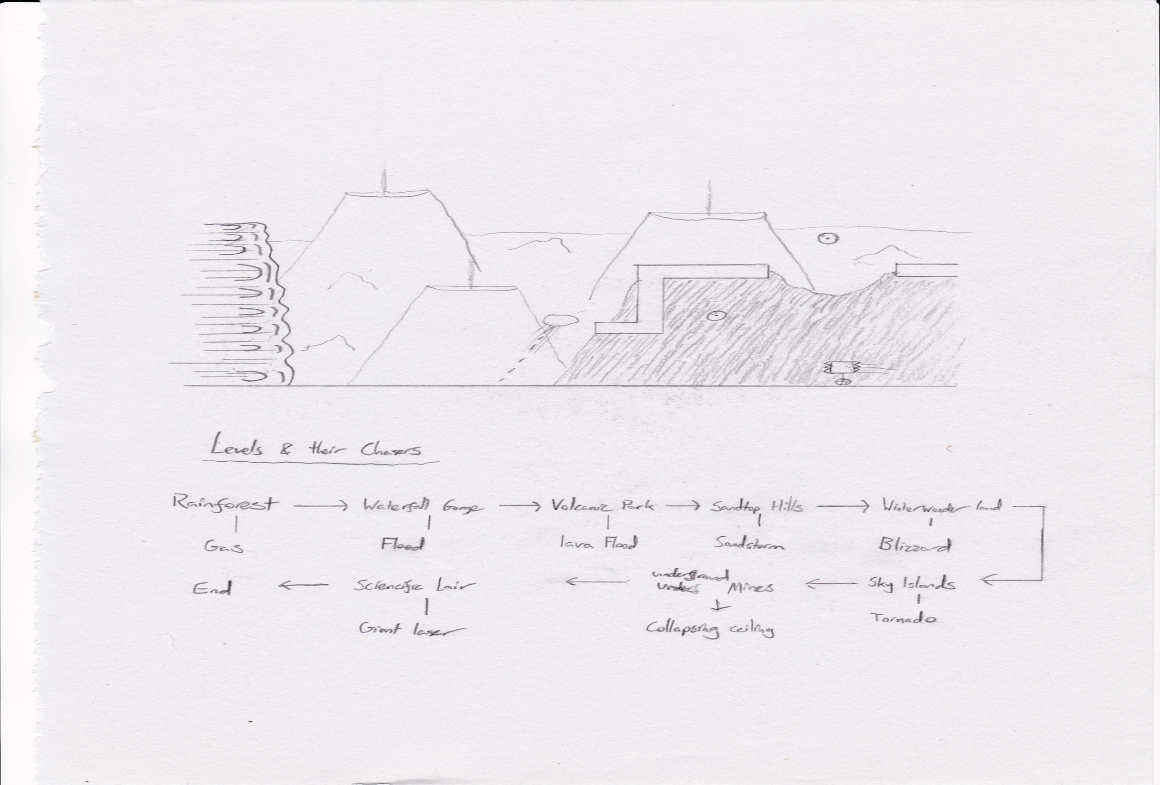 Levels & their Chasers
Rainforest → Waterfall Gorge → Volcanic Park → Sandtop Hills → Winterwonder land
Gas Flood lava Flood Sandstorm Blizzard
underground
End ← Scienctific Lair ← Mines ← Sky Islands ←
Giant laser Collapsing ceiling Tornado